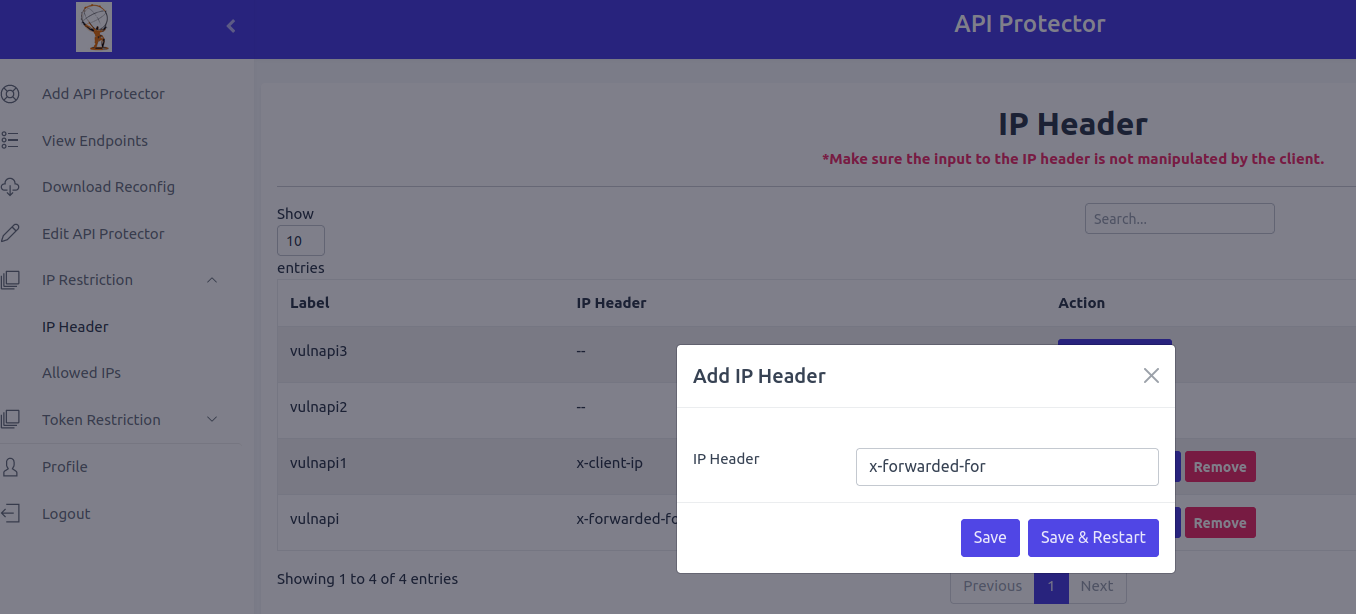 API Protector
Add API Protector
View Endpoints
Download Reconfig
Edit API Protector
IP Restriction
IP Header
Allowed IPs
Token Restriction
Profile
Logout
IP Header
*Make sure the input to the IP header is not manipulated by the client.
Show
10
entries
Search...
Label IP Header Action
vulnapi3 --
vulnapi2 --
vulnapi1 x-client-ip Remove
vulnapi x-forwarded-fo Remove
Showing 1 to 4 of 4 entries
Previous 1 Next
Add IP Header
IP Header x-forwarded-for
Save Save & Restart